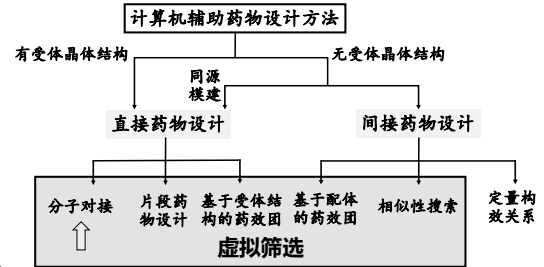 计算机辅助药物设计方法
有受体晶体结构
无受体晶体结构
同源
模建
直接药物设计
间接药物设计
分子对接
片段药
物设计
基于受体结
构的药效团
基于配体
的药效团
相似性搜索
定量构
效关系
虚拟筛选